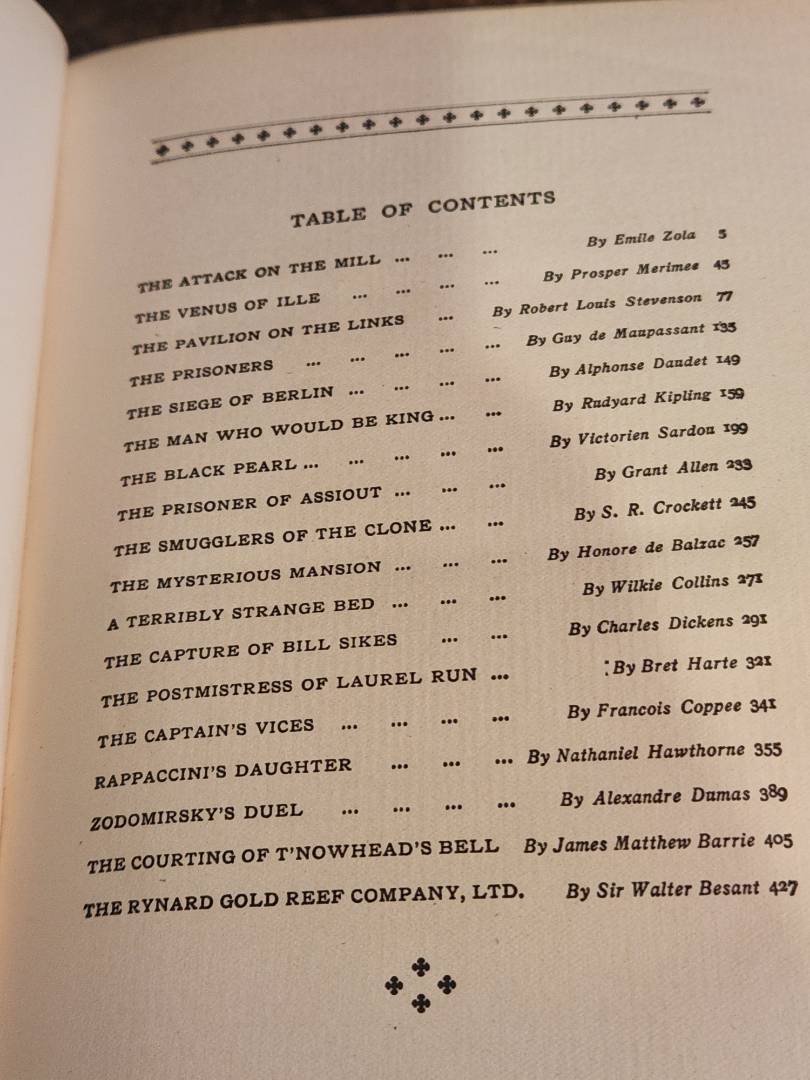 TABLE OF CONTENTS
THE ATTACK ON THE MILL ... ... ... By Emile Zola 5
THE VENUS OF ILLE ... ... ... ... By Prosper Merimee 45
THE PAVILION ON THE LINKS ... By Robert Louis Stevenson 77
THE PRISONERS ... ... ... ... ... By Guy de Maupassant 135
THE SIEGE OF BERLIN ... ... ... ... By Alphonse Daudet 149
THE MAN WHO WOULD BE KING ... ... By Rudyard Kipling 159
THE BLACK PEARL ... ... ... ... ... By Victorien Sardou 199
THE PRISONER OF ASSIOUT ... ... ... By Grant Allen 233
THE SMUGGLERS OF THE CLONE ... ... By S. R. Crockett 245
THE MYSTERIOUS MANSION ... ... ... By Honore de Balzac 257
A TERRIBLY STRANGE BED ... ... ... By Wilkie Collins 271
THE CAPTURE OF BILL SIKES ... ... By Charles Dickens 291
THE POSTMISTRESS OF LAUREL RUN ... By Bret Harte 321
THE CAPTAIN'S VICES ... ... ... ... By Francois Coppee 341
RAPPACCINI'S DAUGHTER ... ... ... By Nathaniel Hawthorne 355
ZODOMIRSKY'S DUEL ... ... ... ... By Alexandre Dumas 389
THE COURTING OF T'NOWHEAD'S BELL By James Matthew Barrie 405
THE RYNARD GOLD REEF COMPANY, LTD. By Sir Walter Besant 427